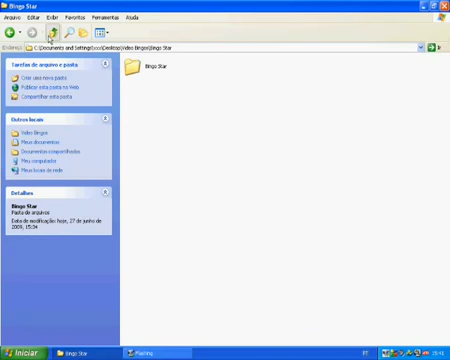 Bingo Star
Arquivo Editar Exibir Favoritos Ferramentas Ajuda
Endereço C:\Documents and Settings\xxx\Desktop\Video Bingos\Bingo Star Ir
Tarefas de arquivo e pasta
Criar uma nova pasta
Publicar esta pasta na Web
Compartilhar esta pasta
Outros locais
Video Bingos
Meus documentos
Documentos compartilhados
Meu computador
Meus locais de rede
Detalhes
Bingo Star
Pasta de arquivos
Data de modificação: hoje, 27 de junho de
2009, 15:34
Bingo Star
Iniciar
Bingo Star
PT